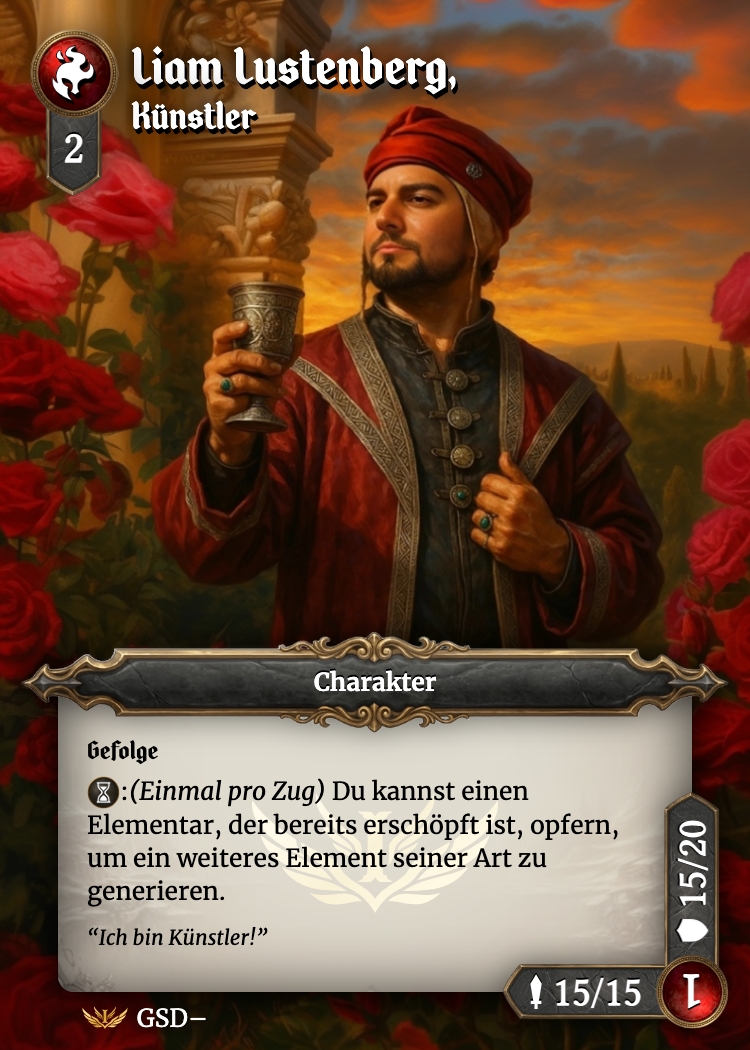 Liam Lustenberg,
Künstler
2
Charakter
Gefolge
:(Einmal pro Zug) Du kannst einen
Elementar, der bereits erschöpft ist, opfern,
um ein weiteres Element seiner Art zu
generieren.
“Ich bin Künstler!”
15/20
15/15
1
I
GSD–